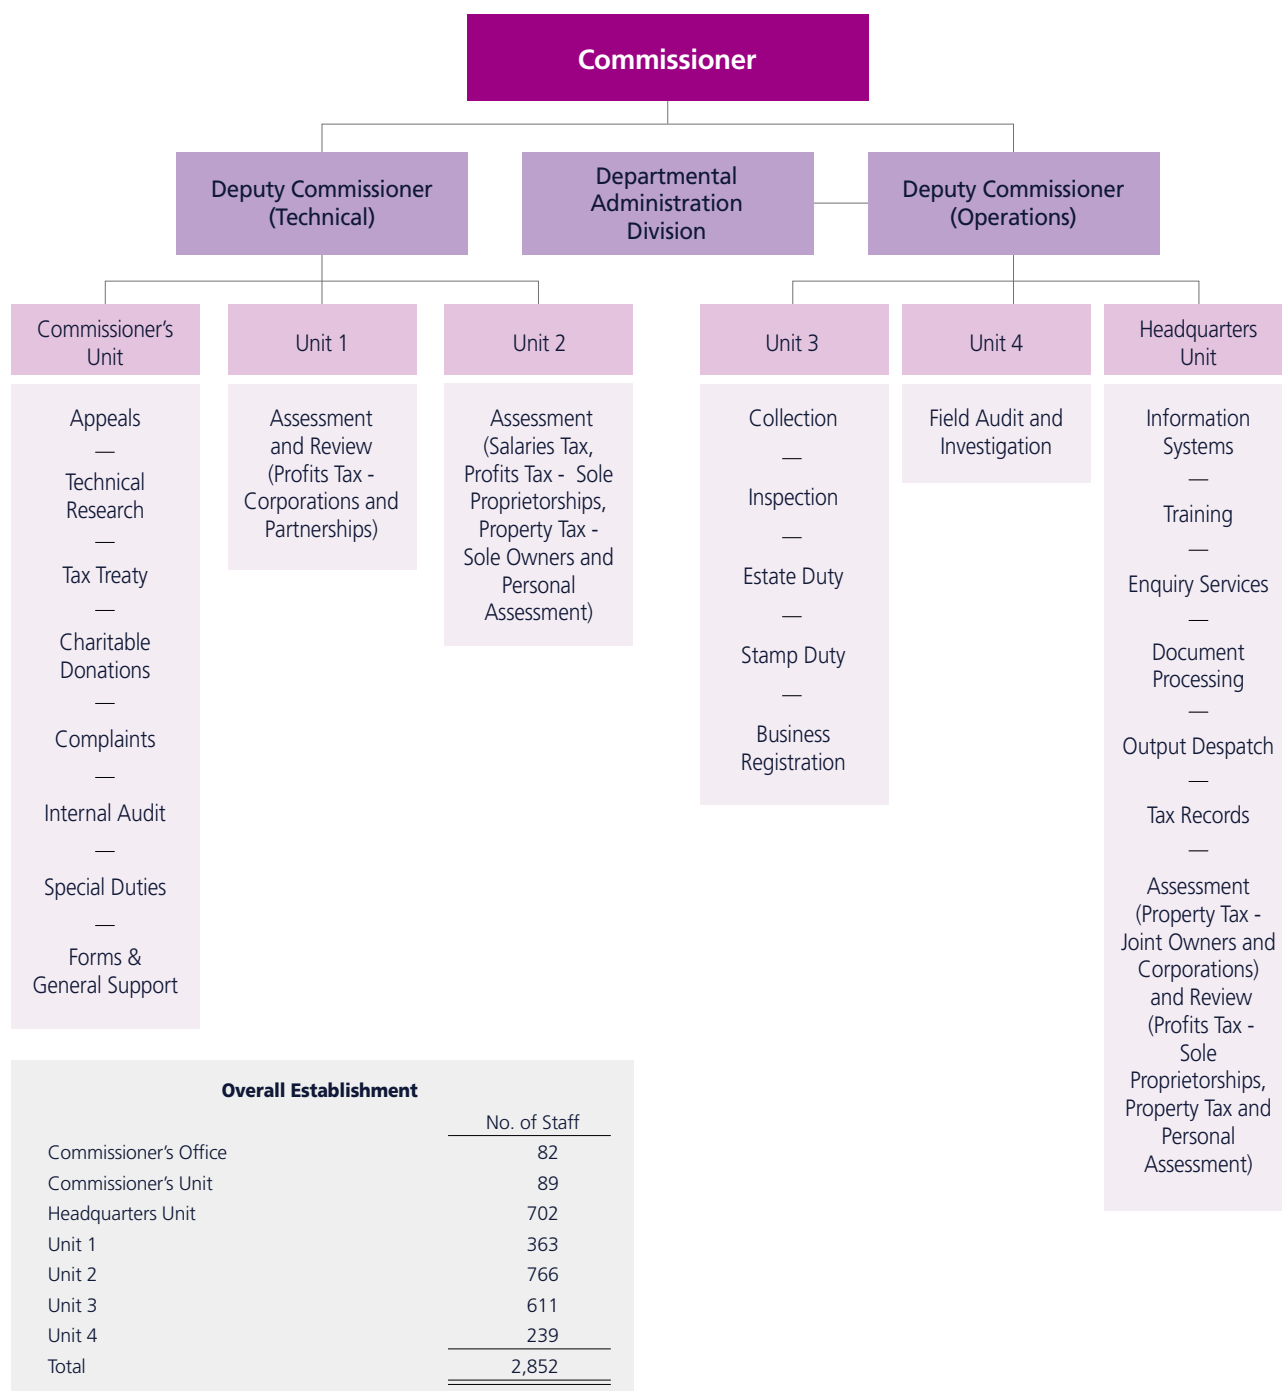 Commissioner
Deputy Commissioner
(Technical)
Departmental
Administration
Division
Deputy Commissioner
(Operations)
Commissioner’s
Unit
Appeals
—
Technical
Research
—
Tax Treaty
—
Charitable
Donations
—
Complaints
—
Internal Audit
—
Special Duties
—
Forms &
General Support
Unit 1
Assessment
and Review
(Profits Tax -
Corporations and
Partnerships)
Unit 2
Assessment
(Salaries Tax,
Profits Tax - Sole
Proprietorships,
Property Tax -
Sole Owners and
Personal
Assessment)
Unit 3
Collection
—
Inspection
—
Estate Duty
—
Stamp Duty
—
Business
Registration
Unit 4
Field Audit and
Investigation
Headquarters
Unit
Information
Systems
—
Training
—
Enquiry Services
—
Document
Processing
—
Output Despatch
—
Tax Records
—
Assessment
(Property Tax -
Joint Owners and
Corporations)
and Review
(Profits Tax -
Sole
Proprietorships,
Property Tax and
Personal
Assessment)
Overall Establishment
No. of Staff
Commissioner’s Office 82
Commissioner’s Unit 89
Headquarters Unit 702
Unit 1 363
Unit 2 766
Unit 3 611
Unit 4 239
Total 2,852